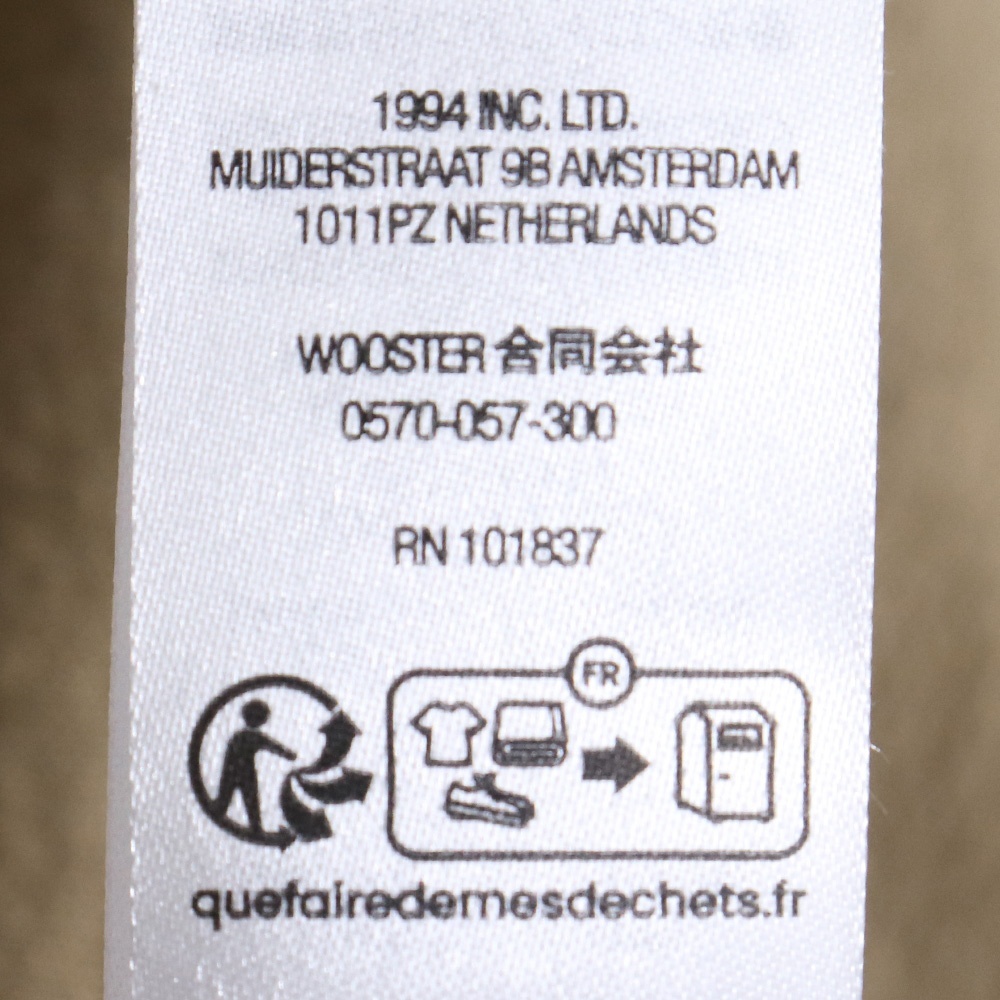 1994 INC. LTD.
MUIDERSTRAAT 9B AMSTERDAM
1011PZ NETHERLANDS
WOOSTER 合同会社
0570-057-300
RN 101837
FR
quefairedemesdechets.fr